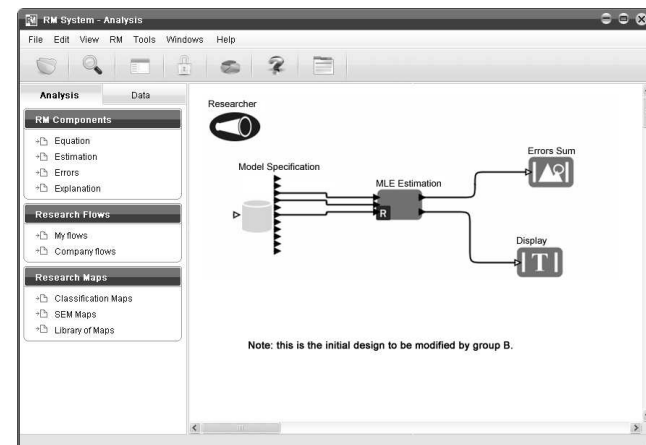 RM System - Analysis
File Edit View RM Tools Windows Help
Analysis Data
RM Components
Equation
Estimation
Errors
Explanation
Research Flows
My flows
Company flows
Research Maps
Classification Maps
SEM Maps
Library of Maps
Researcher
Model Specification
MLE Estimation
R
Errors Sum
Display
T
Note: this is the initial design to be modified by group B.